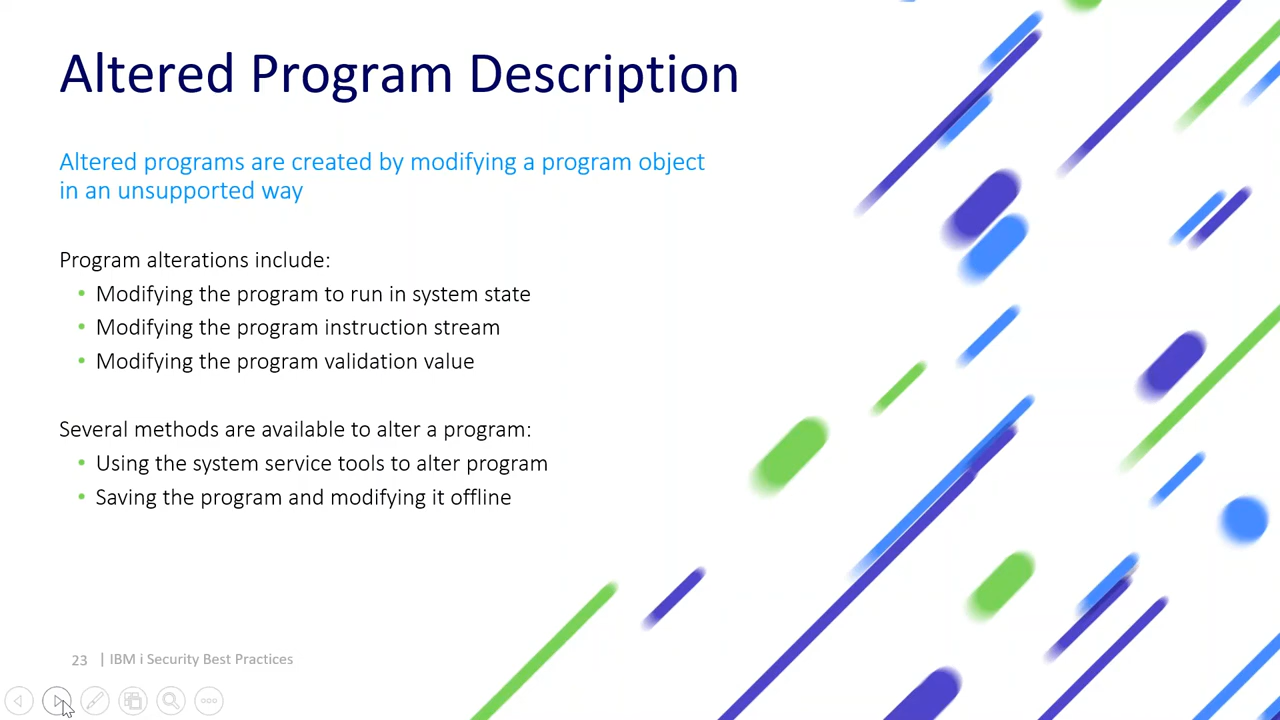 Altered Program Description
Altered programs are created by modifying a program object
in an unsupported way
Program alterations include:
• Modifying the program to run in system state
• Modifying the program instruction stream
• Modifying the program validation value
Several methods are available to alter a program:
• Using the system service tools to alter program
• Saving the program and modifying it offline
23 | IBM i Security Best Practices